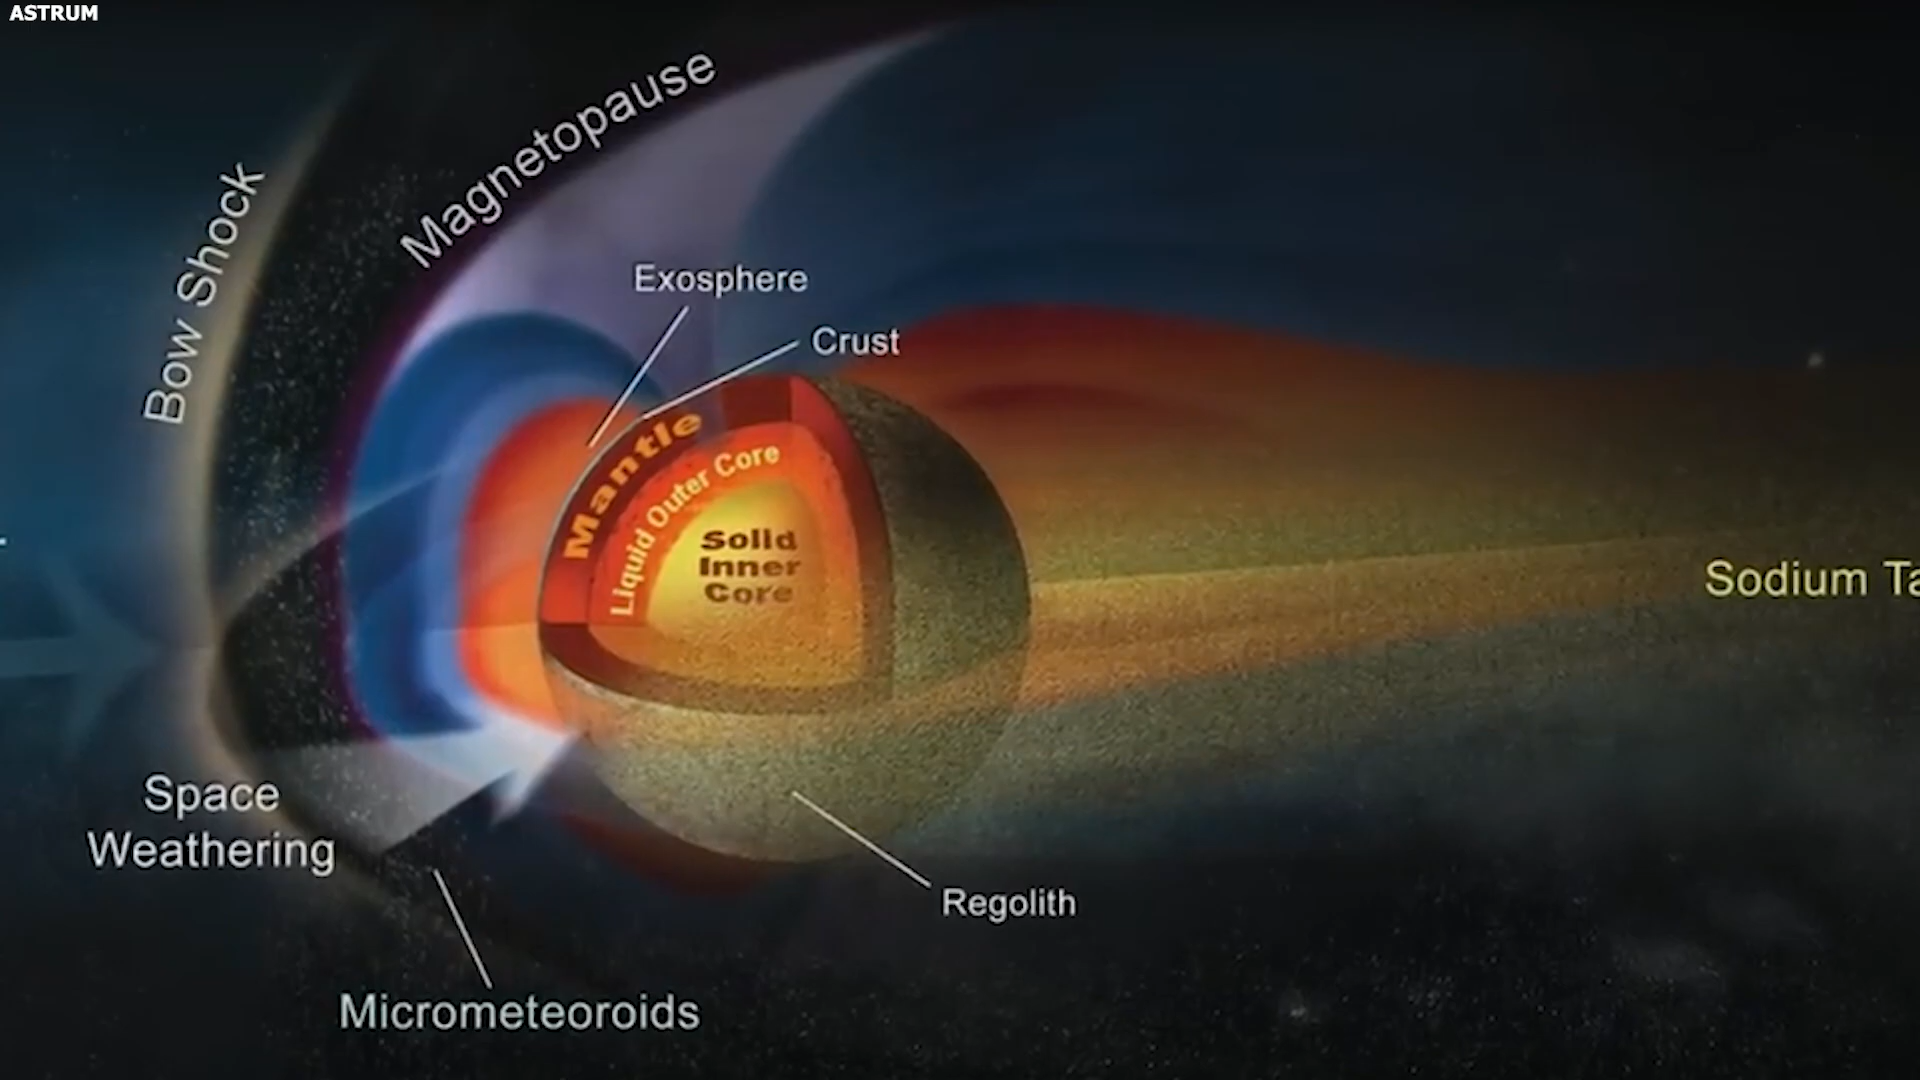 ASTRUM
Magnetopause
Bow Shock
Exosphere
Crust
Mantle
Liquid Outer Core
Solid
Inner
Core
Sodium Ta
Space
Weathering
Regolith
Micrometeoroids